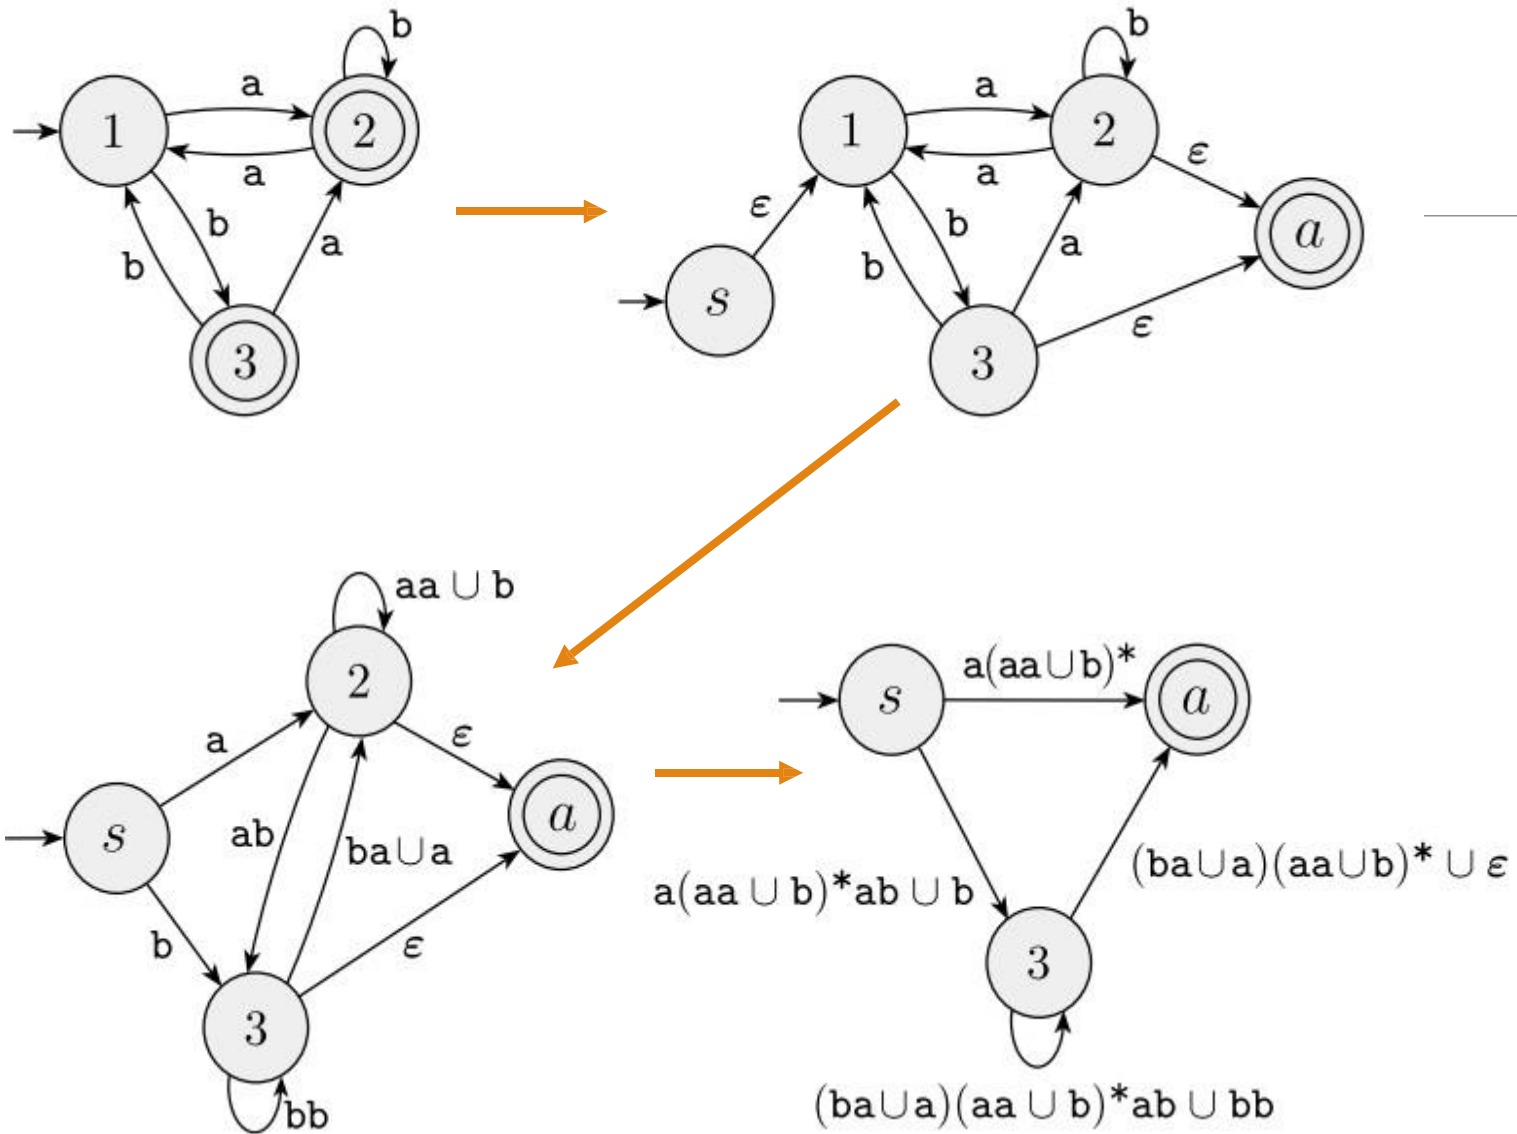 b
a
1
2
a
b
b
a
3
b
a
1
2
a
ε
ε
b
b
a
a
s
ε
3
aa ∪ b
2
a
ε
s
ab
ba∪a
a
b
ε
3
bb
a(aa∪b)*
s
a
a(aa ∪ b)*ab ∪ b
(ba∪a)(aa∪b)* ∪ ε
3
(ba∪a)(aa ∪ b)*ab ∪ bb